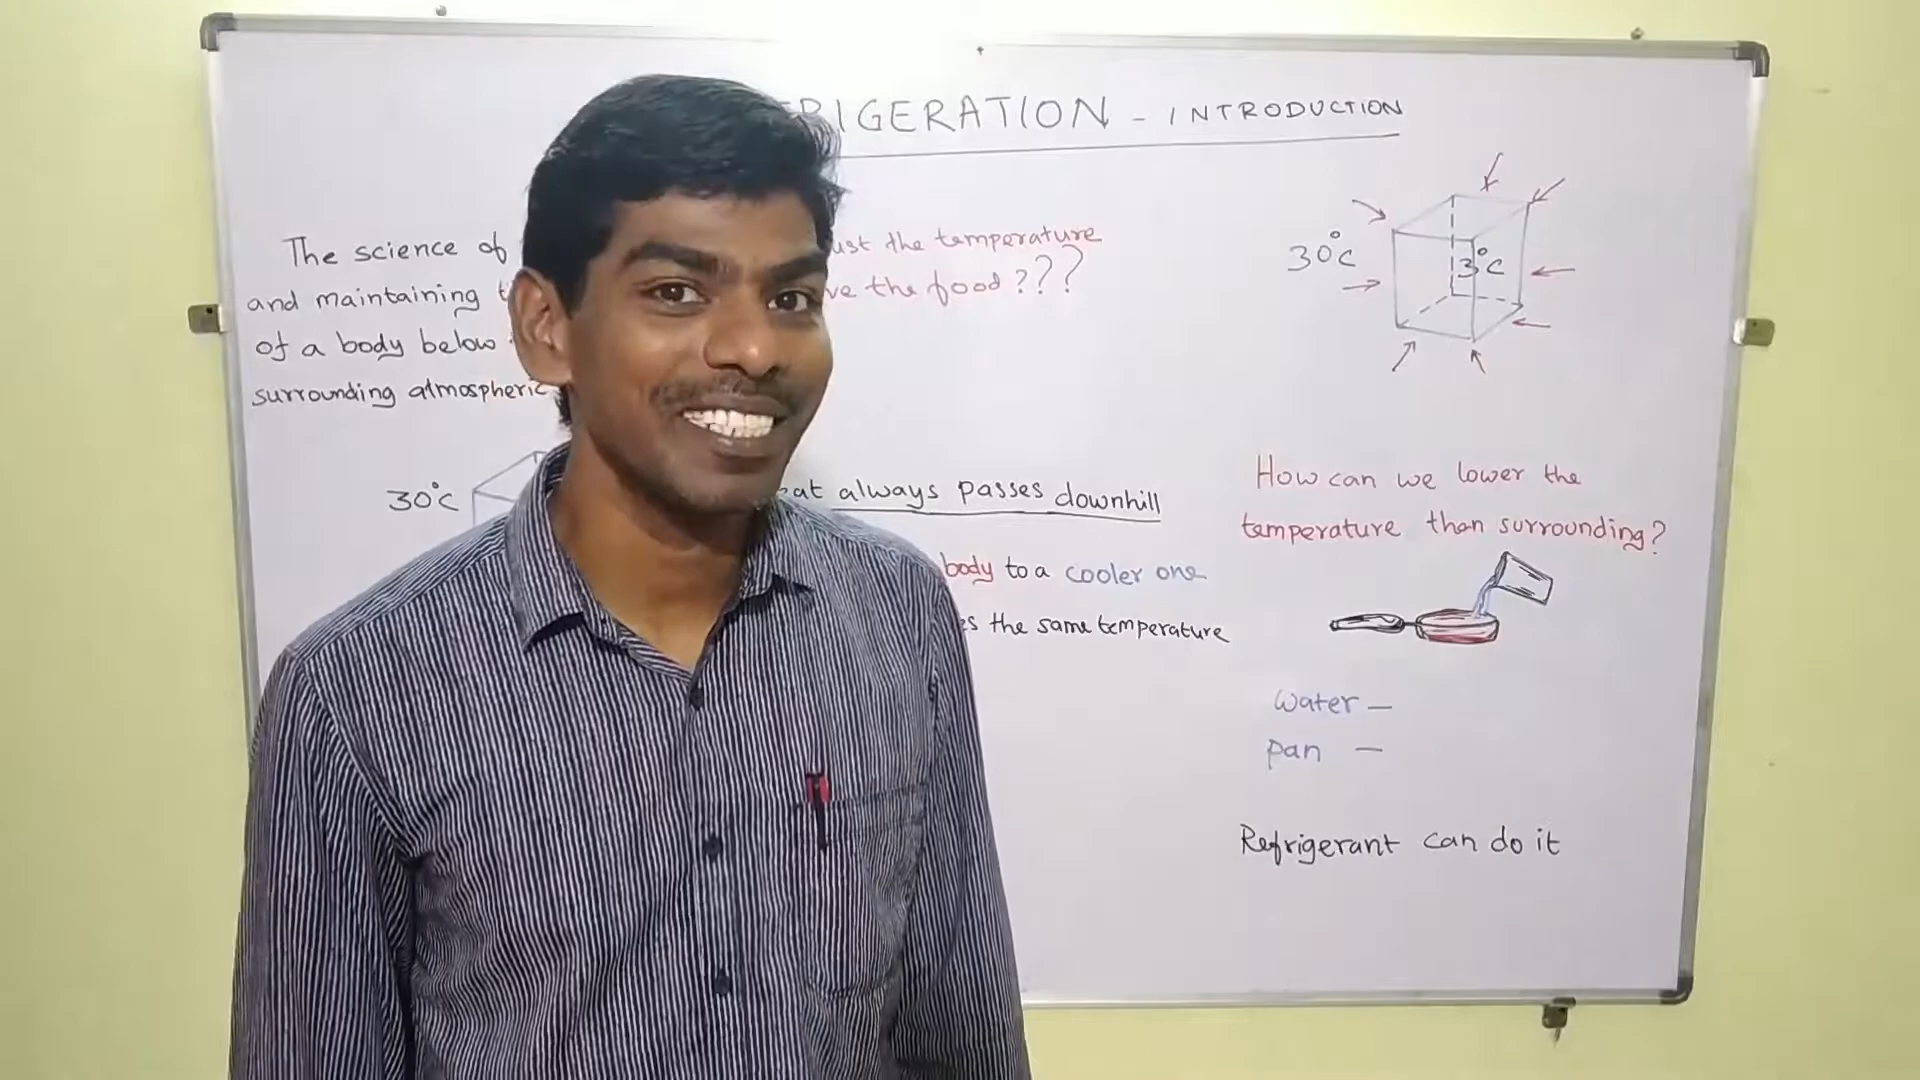 RIGERATION - INTRODUCTION
The science of
and maintaining
of a body below
surrounding atmospheric
ust the temperature
ve the food ???
30°C
3°C
30°C
eat always passes downhill
body to a cooler one
es the same temperature
How can we lower the
temperature than surrounding?
water —
pan —
Refrigerant can do it